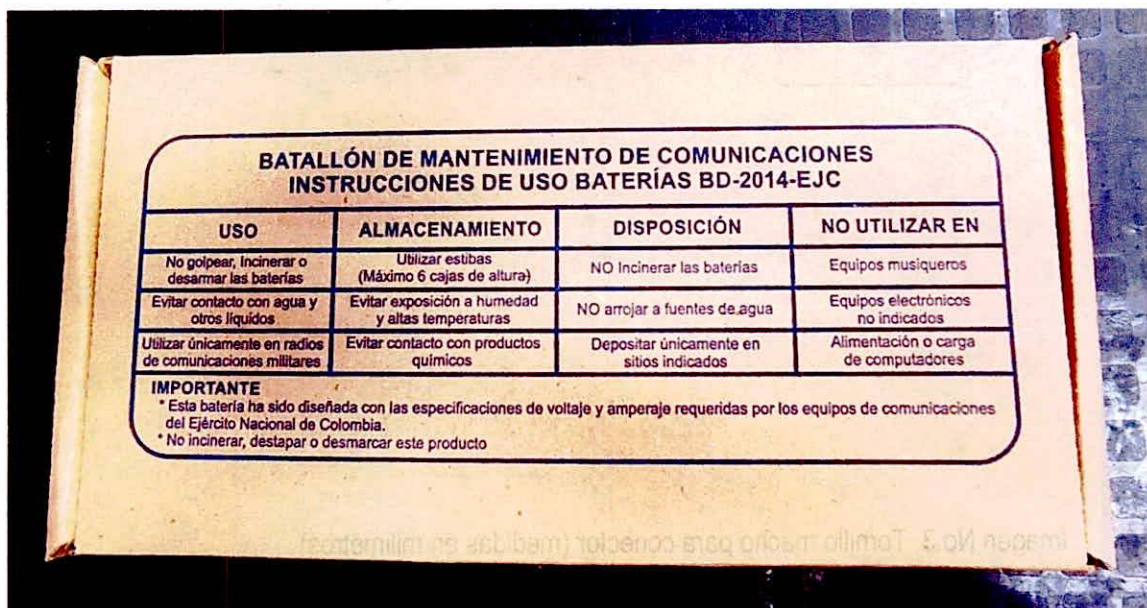 BATALLÓN DE MANTENIMIENTO DE COMUNICACIONES
INSTRUCCIONES DE USO BATERÍAS BD-2014-EJC
USO
ALMACENAMIENTO
DISPOSICIÓN
NO UTILIZAR EN
No golpear, Incinerar o
desarmar las baterías
Utilizar estibas
(Máximo 6 cajas de altura)
NO Incinerar las baterías
Equipos musiqueros
Evitar contacto con agua y
otros líquidos
Evitar exposición a humedad
y altas temperaturas
NO arrojar a fuentes de agua
Equipos electrónicos
no indicados
Utilizar únicamente en radios
de comunicaciones militares
Evitar contacto con productos
químicos
Depositar únicamente en
sitios indicados
Alimentación o carga
de computadores
IMPORTANTE
* Esta batería ha sido diseñada con las especificaciones de voltaje y amperaje requeridas por los equipos de comunicaciones
del Ejército Nacional de Colombia.
* No incinerar, destapar o desmarcar este producto
Imagen No.3. Tornillo macho para conector (medidas en milímetros)